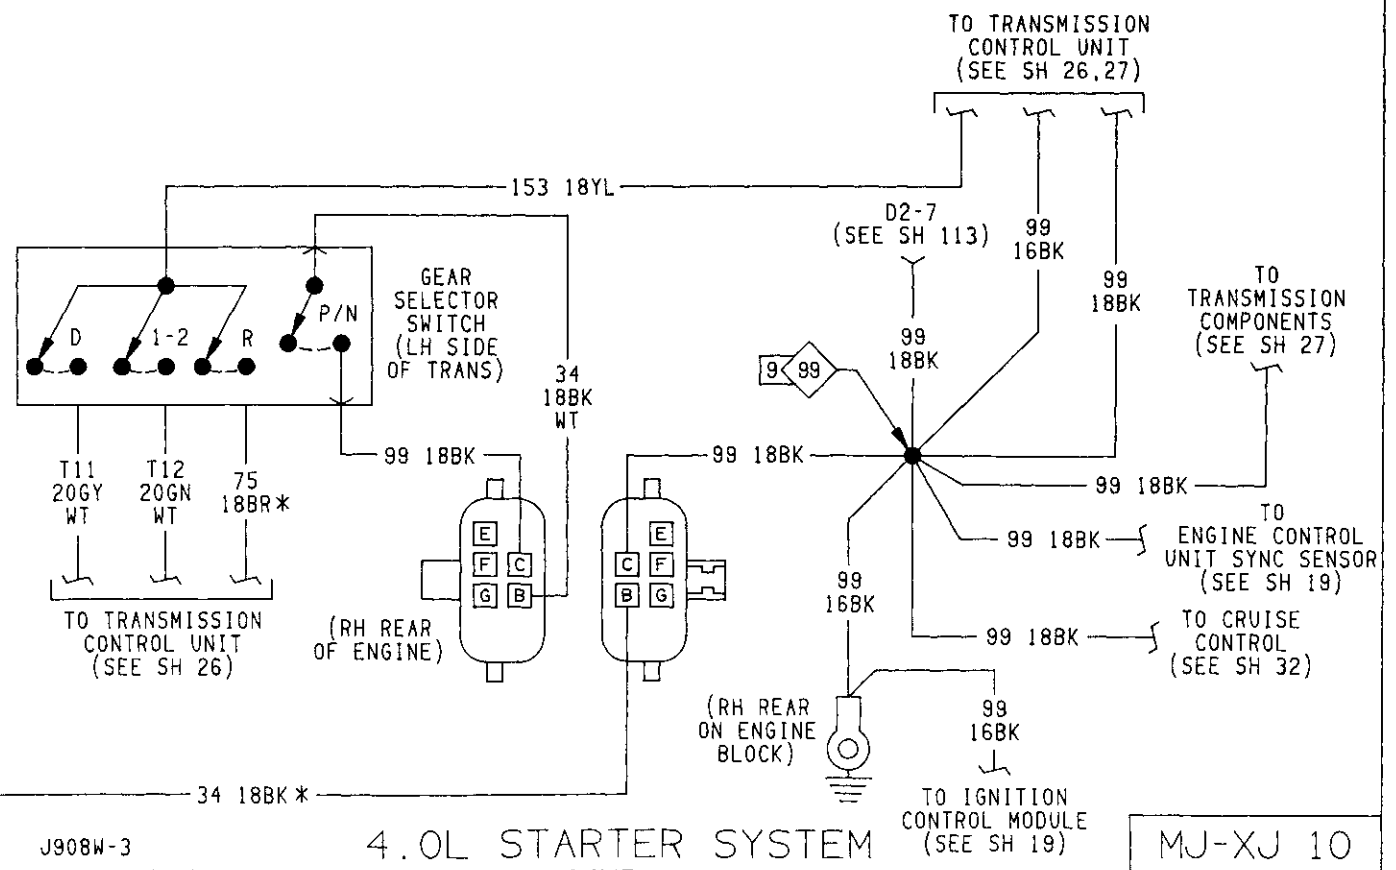 TO TRANSMISSION
CONTROL UNIT
(SEE SH 26,27)
153 18YL
D2-7
(SEE SH 113)
99
16BK
99
18BK
GEAR
SELECTOR
SWITCH
(LH SIDE
OF TRANS)
P/N
D
1-2
R
34
18BK
WT
99
18BK
9
99
TO
TRANSMISSION
COMPONENTS
(SEE SH 27)
99 18BK
99 18BK
T11
20GY
WT
T12
20GN
WT
75
18BR*
99 18BK
99 18BK
TO
ENGINE CONTROL
UNIT SYNC SENSOR
(SEE SH 19)
E
F
C
G
B
E
C
F
B
G
99
16BK
TO TRANSMISSION
CONTROL UNIT
(SEE SH 26)
(RH REAR
OF ENGINE)
99 18BK
TO CRUISE
CONTROL
(SEE SH 32)
(RH REAR
ON ENGINE
BLOCK)
99
16BK
34 18BK*
TO IGNITION
CONTROL MODULE
(SEE SH 19)
J908W-3
4.0L STARTER SYSTEM
MJ-XJ 10